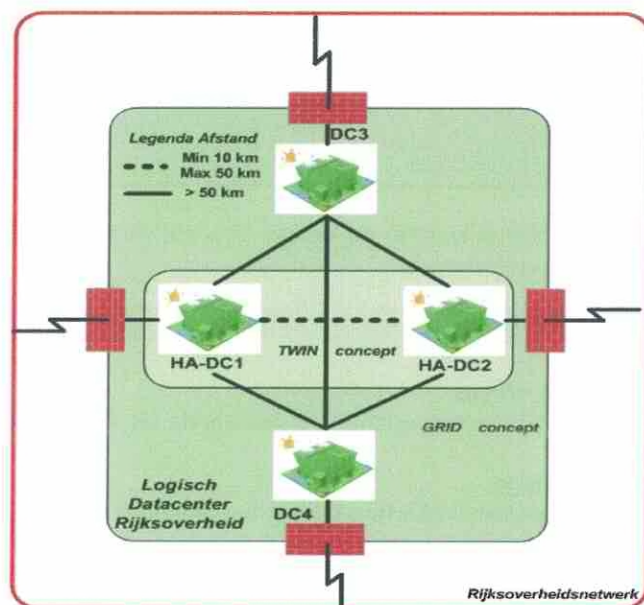 DC3
Legenda Afstand
Min 10 km
Max 50 km
> 50 km
HA-DC1
TWIN concept
HA-DC2
GRID concept
Logisch
Datacenter
Rijksoverheid
DC4
Rijksoverheidsnetwerk